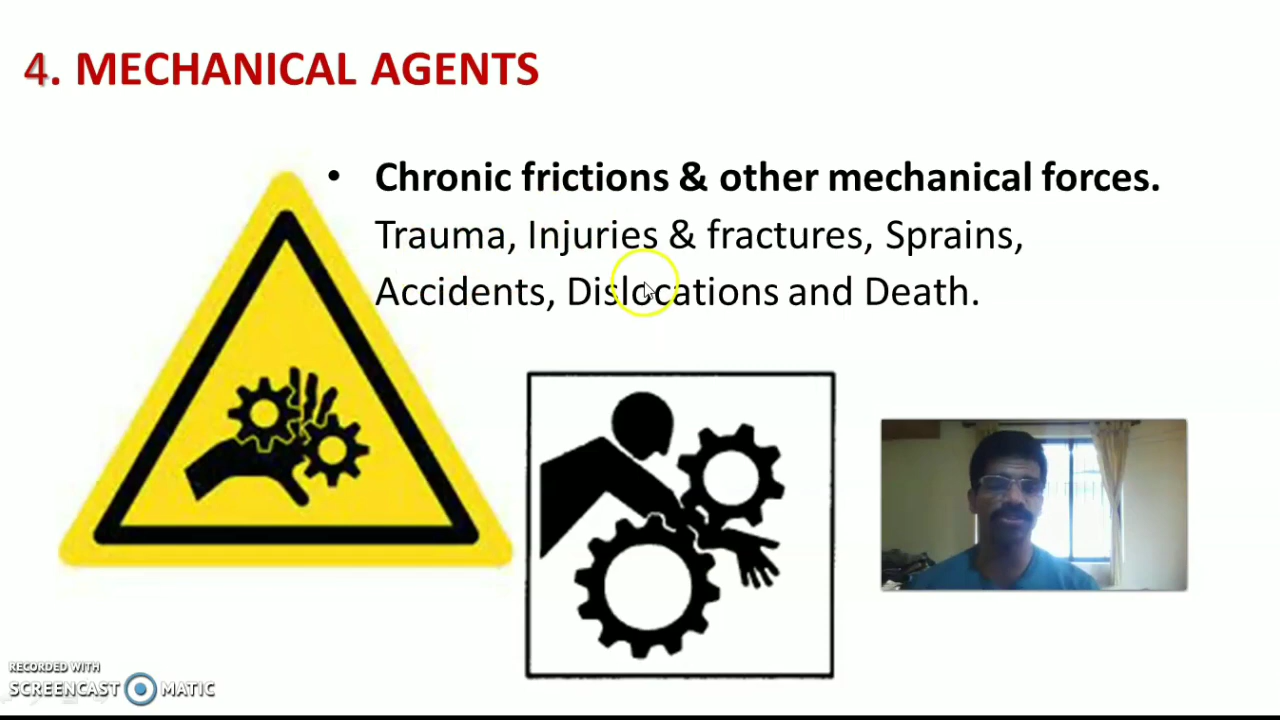 4. MECHANICAL AGENTS
• Chronic frictions & other mechanical forces.
Trauma, Injuries & fractures, Sprains,
Accidents, Dislocations and Death.
RECORDED WITH
SCREENCAST MATIC